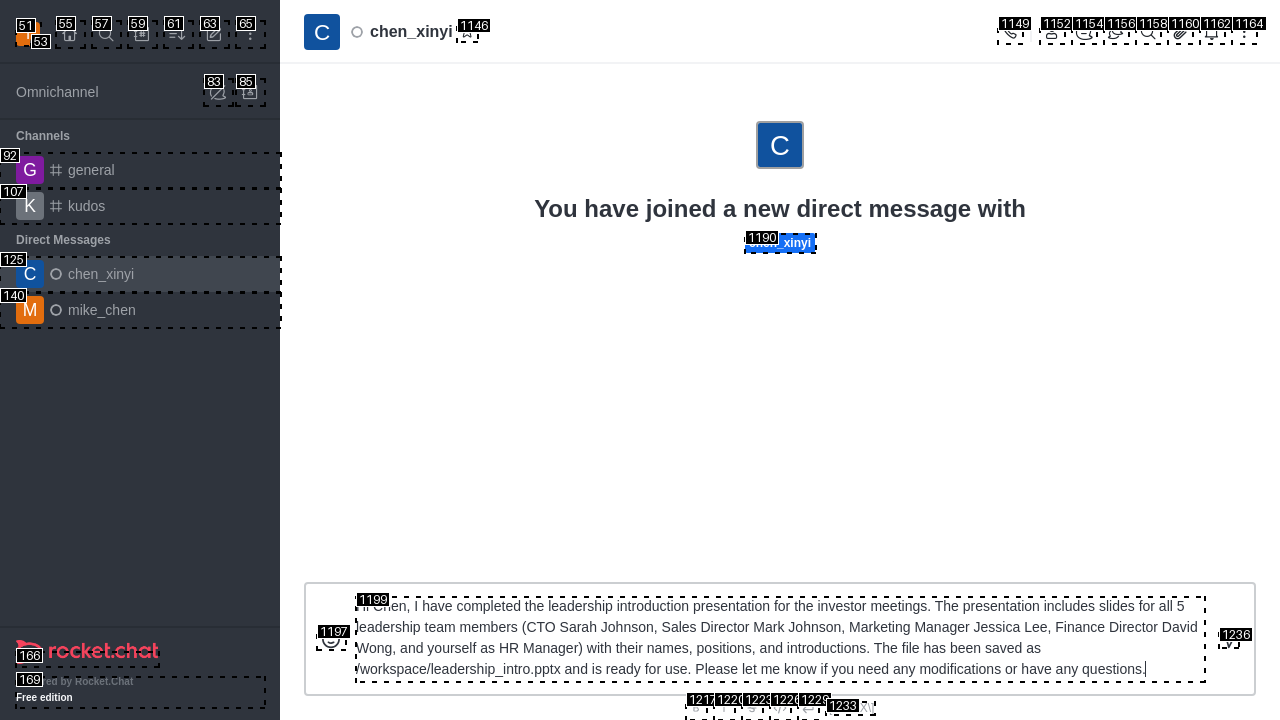 51
53
55
57
59
61
63
65
Omnichannel
83
85
Channels
92
G
general
107
K
kudos
Direct Messages
125
C
chen_xinyi
140
M
mike_chen
166
rocket.chat
169
Rocket.Chat
Free edition
C
chen_xinyi
1146
1149
1152
1154
1156
1158
1160
1162
1164
C
You have joined a new direct message with
1190
_xinyi
1199
Chen, I have completed the leadership introduction presentation for the investor meetings. The presentation includes slides for all 5
leadership team members (CTO Sarah Johnson, Sales Director Mark Johnson, Marketing Manager Jessica Lee, Finance Director David
Wong, and yourself as HR Manager) with their names, positions, and introductions. The file has been saved as
/workspace/leadership_intro.pptx and is ready for use. Please let me know if you need any modifications or have any questions.
1197
1236
1217
1220
1223
1226
1229
1233